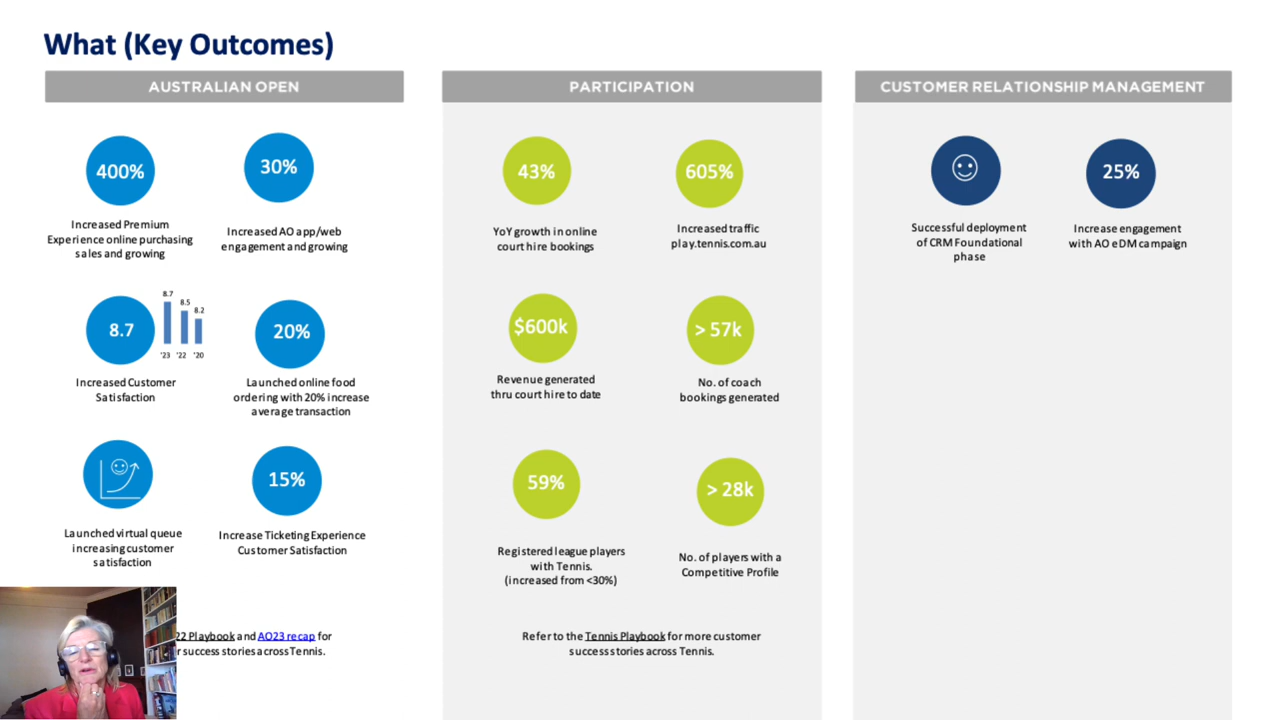 What (Key Outcomes)
AUSTRALIAN OPEN
400%
Increased Premium
Experience online purchasing
sales and growing
30%
Increased AO app/web
engagement and growing
8.7
8.7
8.5
8.2
'23 '22 '20
Increased Customer
Satisfaction
20%
Launched online food
ordering with 20% increase
average transaction
Launched virtual queue
increasing customer
satisfaction
15%
Increase Ticketing Experience
Customer Satisfaction
22 Playbook and AO23 recap for
r success stories across Tennis.
PARTICIPATION
43%
YoY growth in online
court hire bookings
605%
Increased traffic
play.tennis.com.au
$600k
Revenue generated
thru court hire to date
> 57k
No. of coach
bookings generated
59%
Registered league players
with Tennis.
(increased from <30%)
> 28k
No. of players with a
Competitive Profile
Refer to the Tennis Playbook for more customer
success stories across Tennis.
CUSTOMER RELATIONSHIP MANAGEMENT
Successful deployment
of CRM Foundational
phase
25%
Increase engagement
with AO eDM campaign